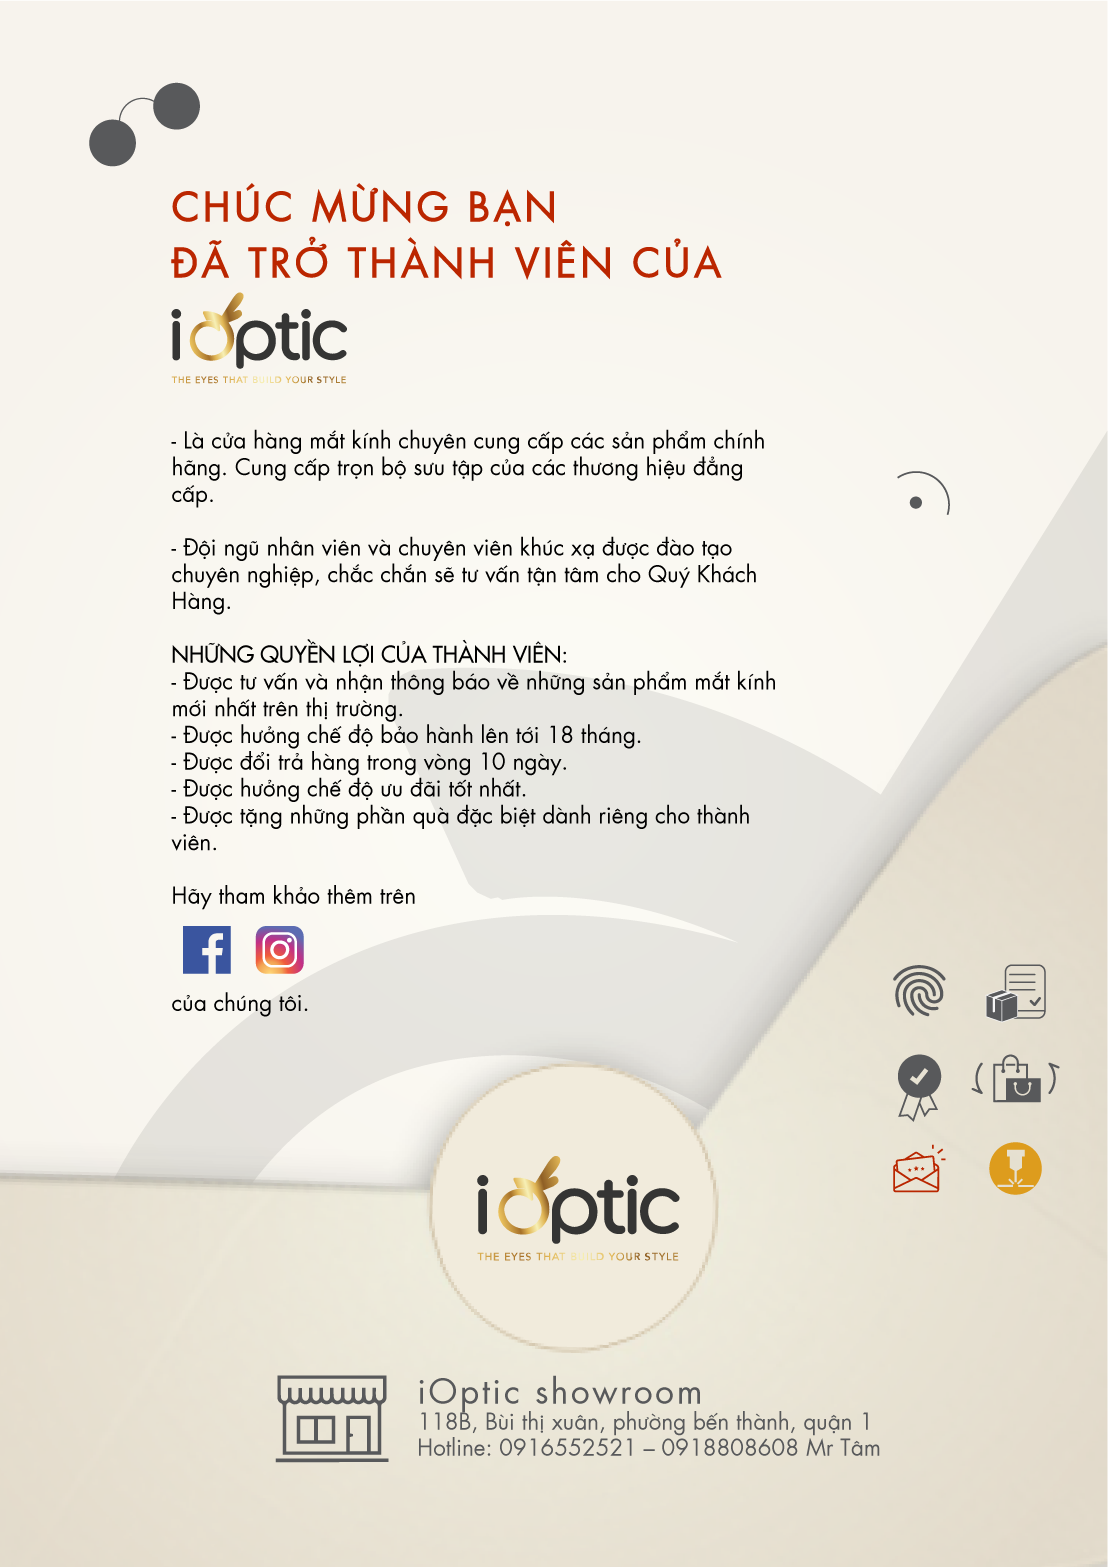 CHÚC MỪNG BẠN
ĐÃ TRỞ THÀNH VIÊN CỦA
iOptic
THE EYES THAT BUILD YOUR STYLE
- Là cửa hàng mắt kính chuyên cung cấp các sản phẩm chính
hãng. Cung cấp trọn bộ sưu tập của các thương hiệu đẳng
cấp.
- Đội ngũ nhân viên và chuyên viên khúc xạ được đào tạo
chuyên nghiệp, chắc chắn sẽ tư vấn tận tâm cho Quý Khách
Hàng.
NHỮNG QUYỀN LỢI CỦA THÀNH VIÊN:
- Được tư vấn và nhận thông báo về những sản phẩm mắt kính
mới nhất trên thị trường.
- Được hưởng chế độ bảo hành lên tới 18 tháng.
- Được đổi trả hàng trong vòng 10 ngày.
- Được hưởng chế độ ưu đãi tốt nhất.
- Được tặng những phần quà đặc biệt dành riêng cho thành
viên.
Hãy tham khảo thêm trên
của chúng tôi.
iOptic
THE EYES THAT BUILD YOUR STYLE
iOptic showroom
118B, Bùi thị xuân, phường bến thành, quận 1
Hotline: 0916552521 – 0918808608 Mr Tâm